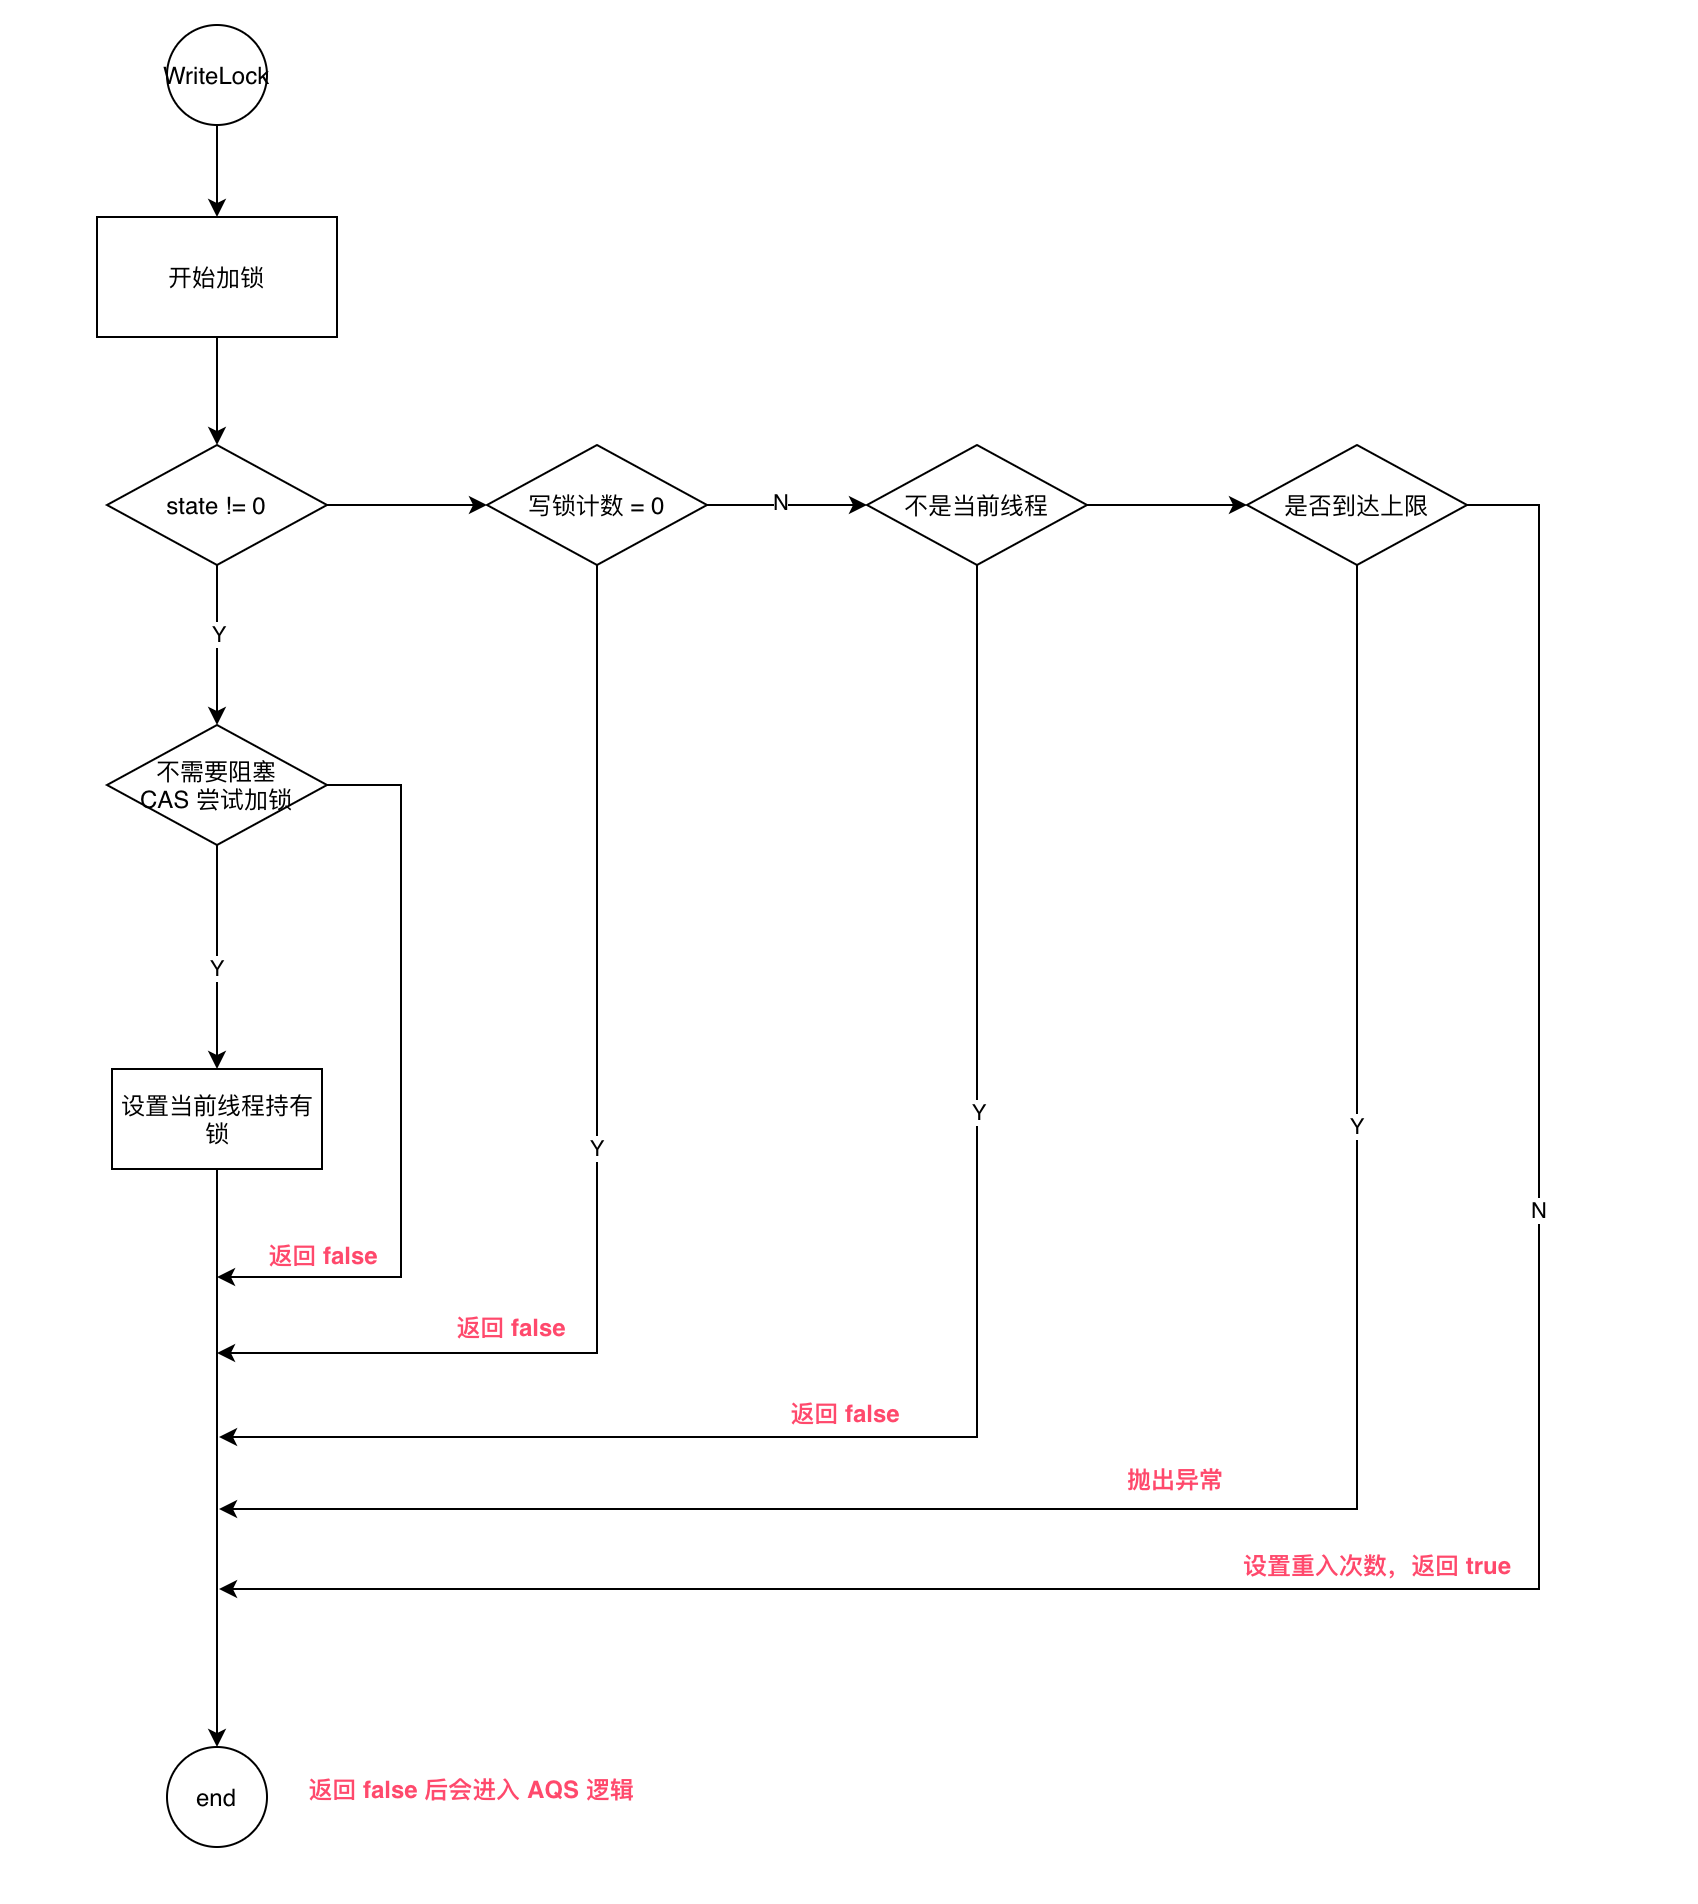 WriteLock
开始加锁
state != 0
写锁计数 = 0
N
不是当前线程
是否到达上限
Y
不需要阻塞
CAS 尝试加锁
Y
设置当前线程持有
锁
Y
Y
Y
N
返回 false
返回 false
返回 false
抛出异常
设置重入次数，返回 true
end
返回 false 后会进入 AQS 逻辑